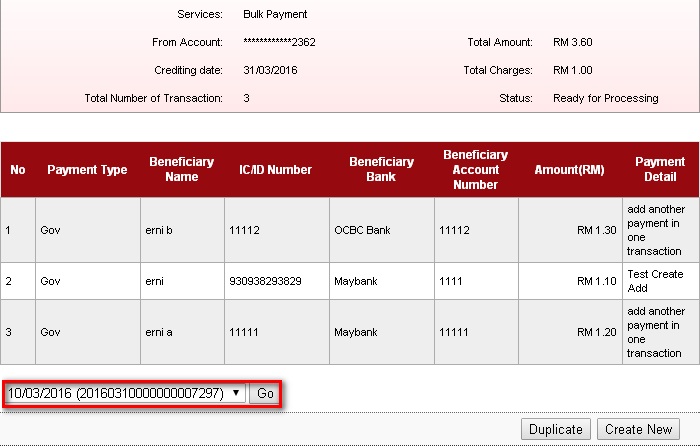 Services: Bulk Payment
From Account: ************2362 Total Amount: RM 3.60
Crediting date: 31/03/2016 Total Charges: RM 1.00
Total Number of Transaction: 3 Status: Ready for Processing
No Payment Type Beneficiary Name IC/ID Number Beneficiary Bank Beneficiary Account Number Amount(RM) Payment Detail
1 Gov erni b 11112 OCBC Bank 11112 RM 1.30 add another payment in one transaction
2 Gov erni 930938293829 Maybank 1111 RM 1.10 Test Create Add
3 Gov erni a 11111 Maybank 11111 RM 1.20 add another payment in one transaction
10/03/2016 (20160310000000007297) Go
Duplicate Create New